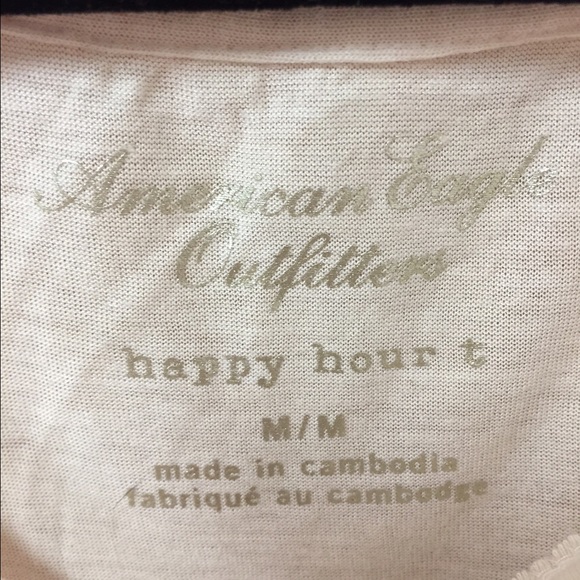 American Eagle
Outfitters
happy hour t
M/M
made in cambodia
fabriqué au cambodge